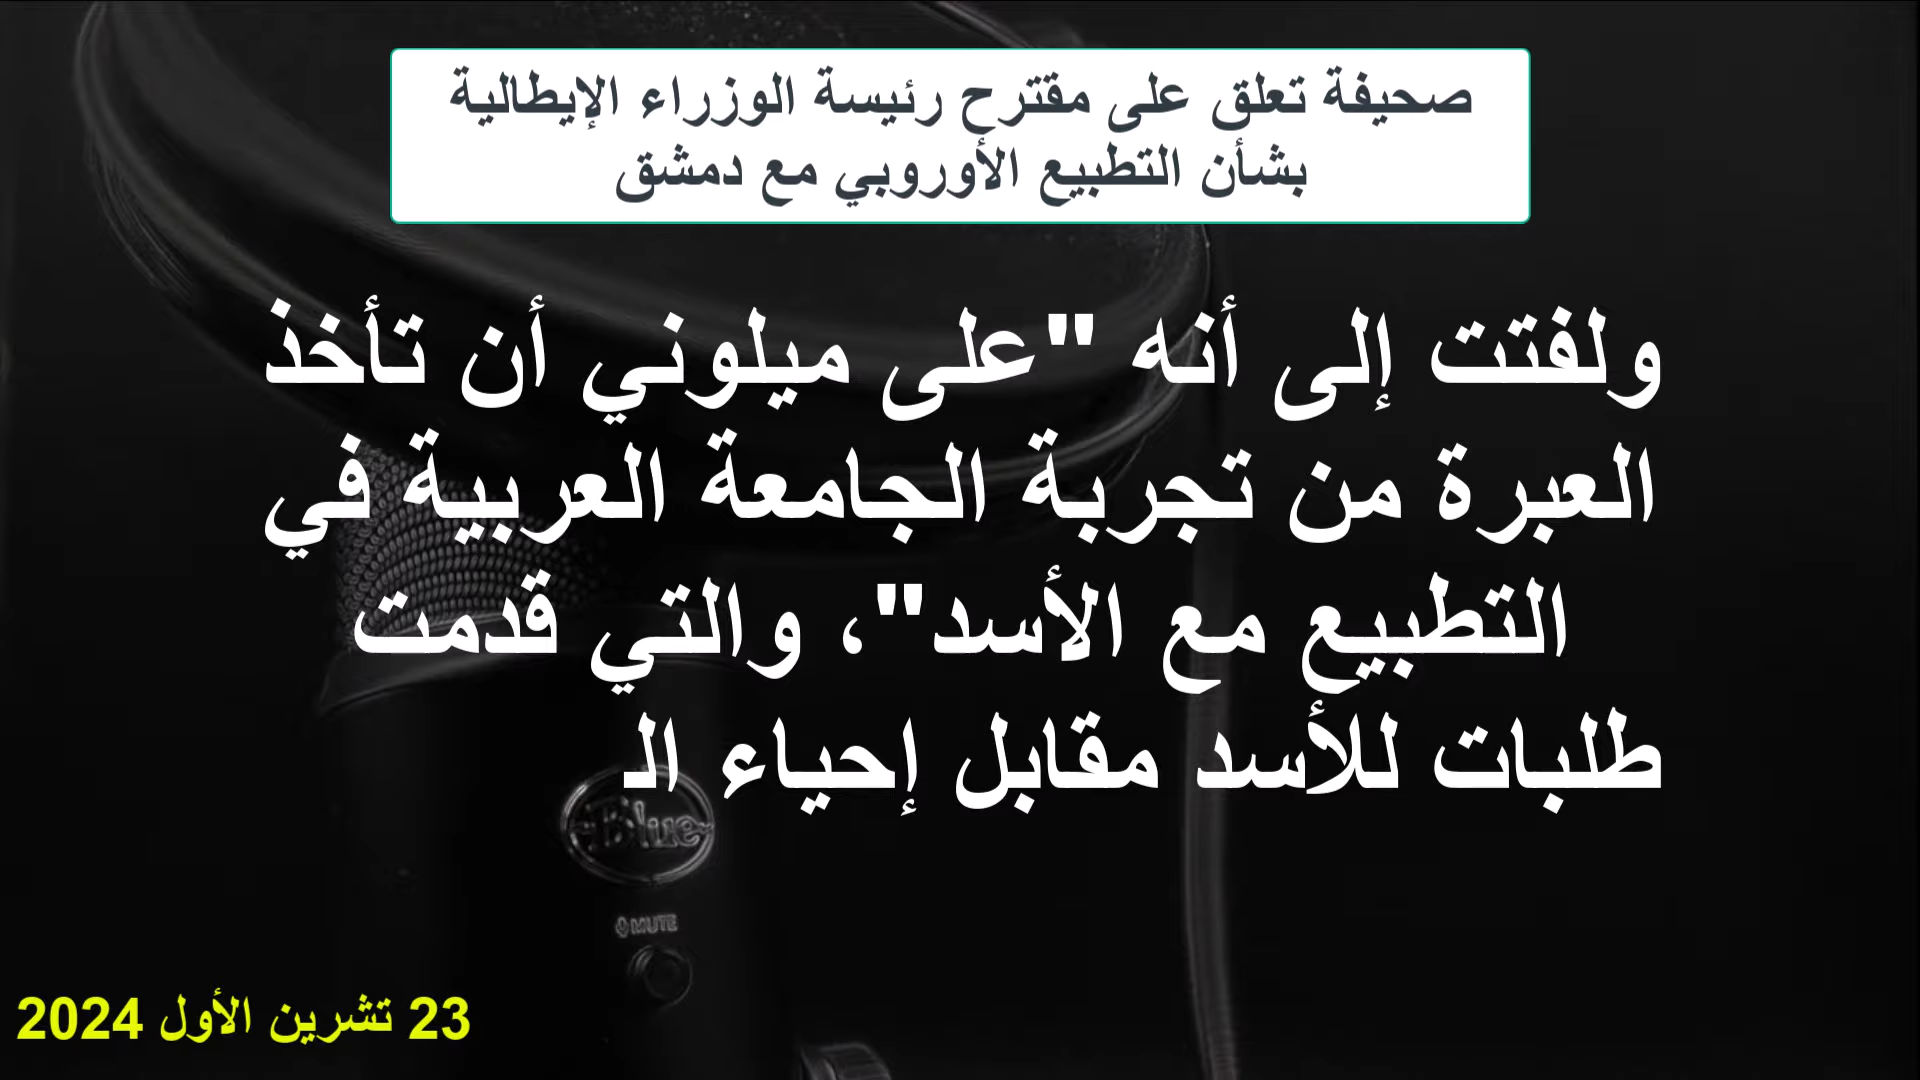 صحيفة تعلق على مقترح رئيسة الوزراء الإيطالية
بشأن التطبيع الأوروبي مع دمشق
ولفتت إلى أنه "على ميلوني أن تأخذ
العبرة من تجربة الجامعة العربية في
التطبيع مع الأسد"، والتي قدمت
طلبات للأسد مقابل إحياء الـ
Blue
MUTE
23 تشرين الأول 2024